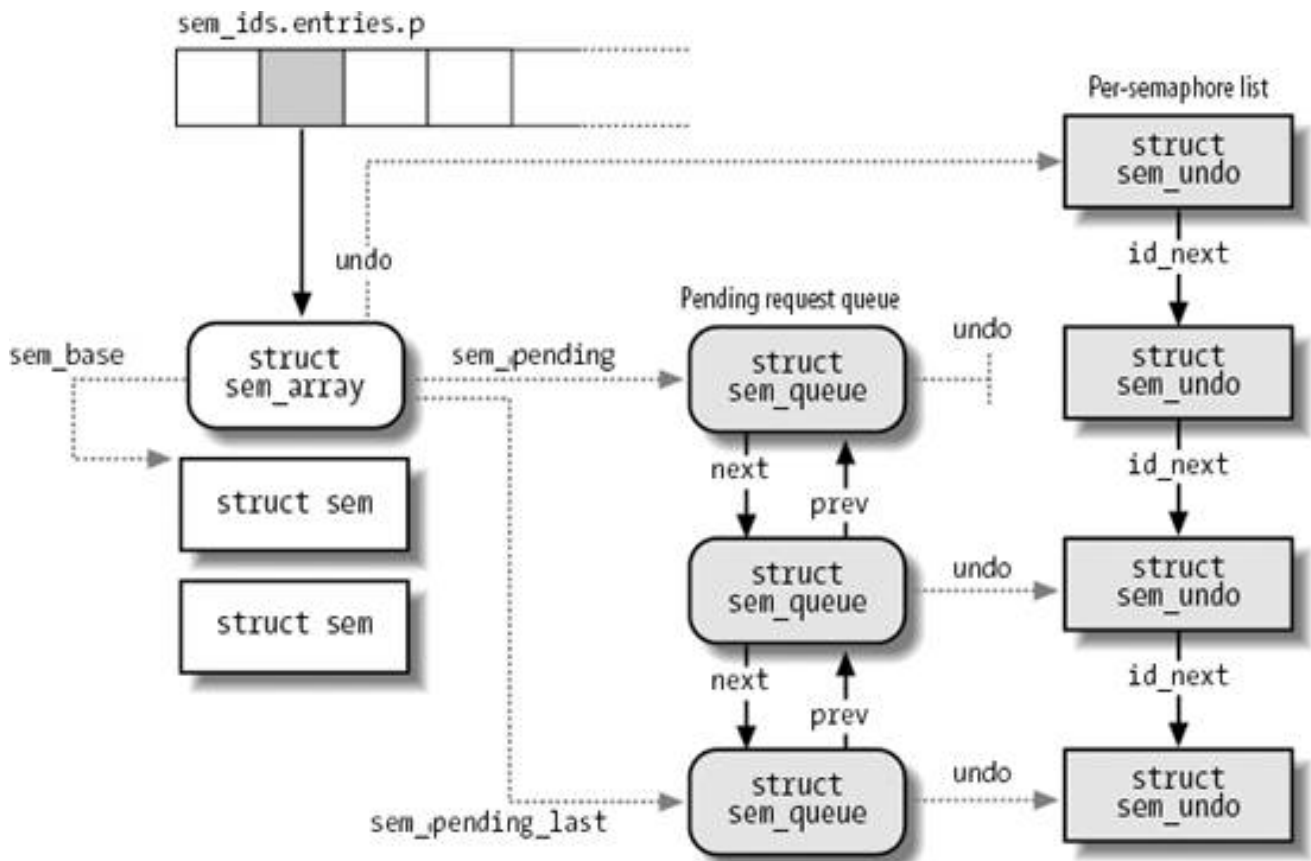 sem_ids.entries.p
Per-semaphore list
struct
sem_undo
undo
id_next
Pending request queue
sem_base
struct
sem_array
sem_pending
struct
sem_queue
undo
struct
sem_undo
next
prev
id_next
struct sem
struct
sem_queue
undo
struct
sem_undo
struct sem
next
prev
id_next
sem_pending_last
struct
sem_queue
undo
struct
sem_undo